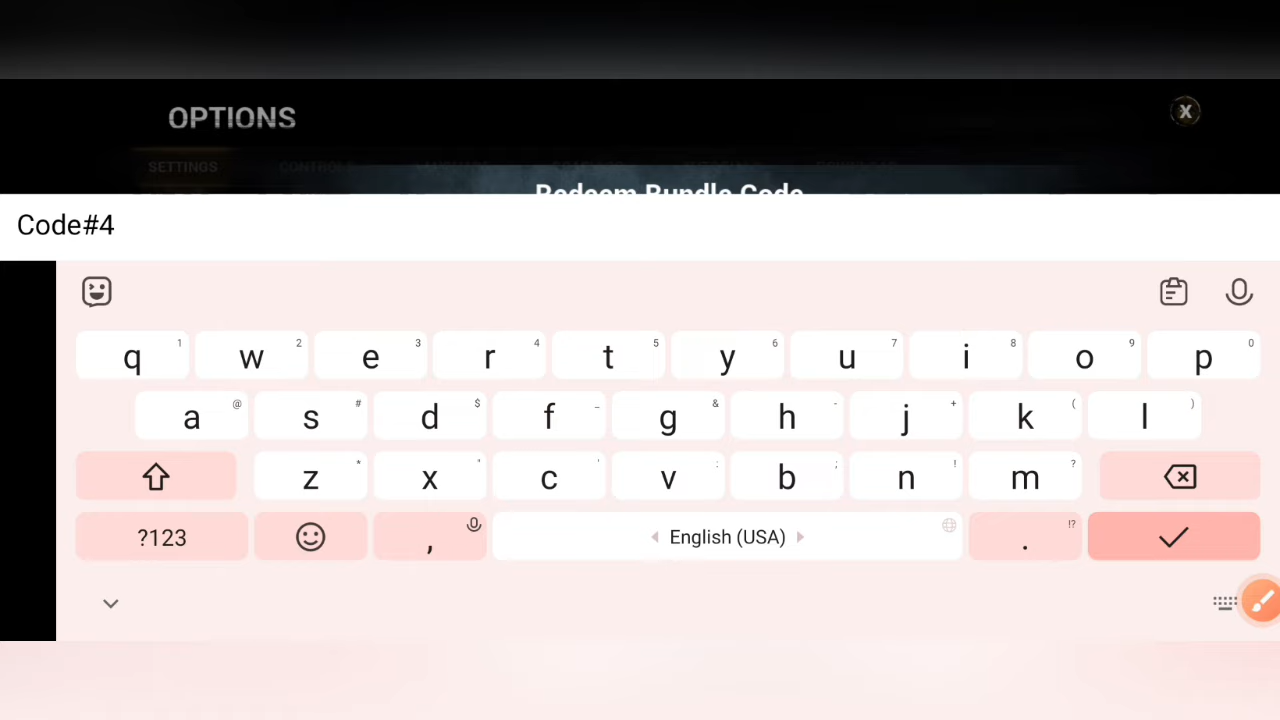 OPTIONS
X
SETTINGS CONTROLS
Redeem Bundle Code
Code#4
q 1 w 2 e 3 r 4 t 5 y 6 u 7 i 8 o 9 p 0
a @ s # d $ f _ g & h - j + k ( l )
z * x " c ' v : b ; n ! m ?
?123 , English (USA) . !?